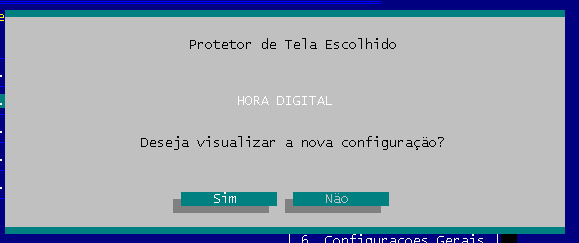 Protetor de Tela Escolhido
HORA DIGITAL
Deseja visualizar a nova configuração?
Sim Não
6. Configuracoes Gerais